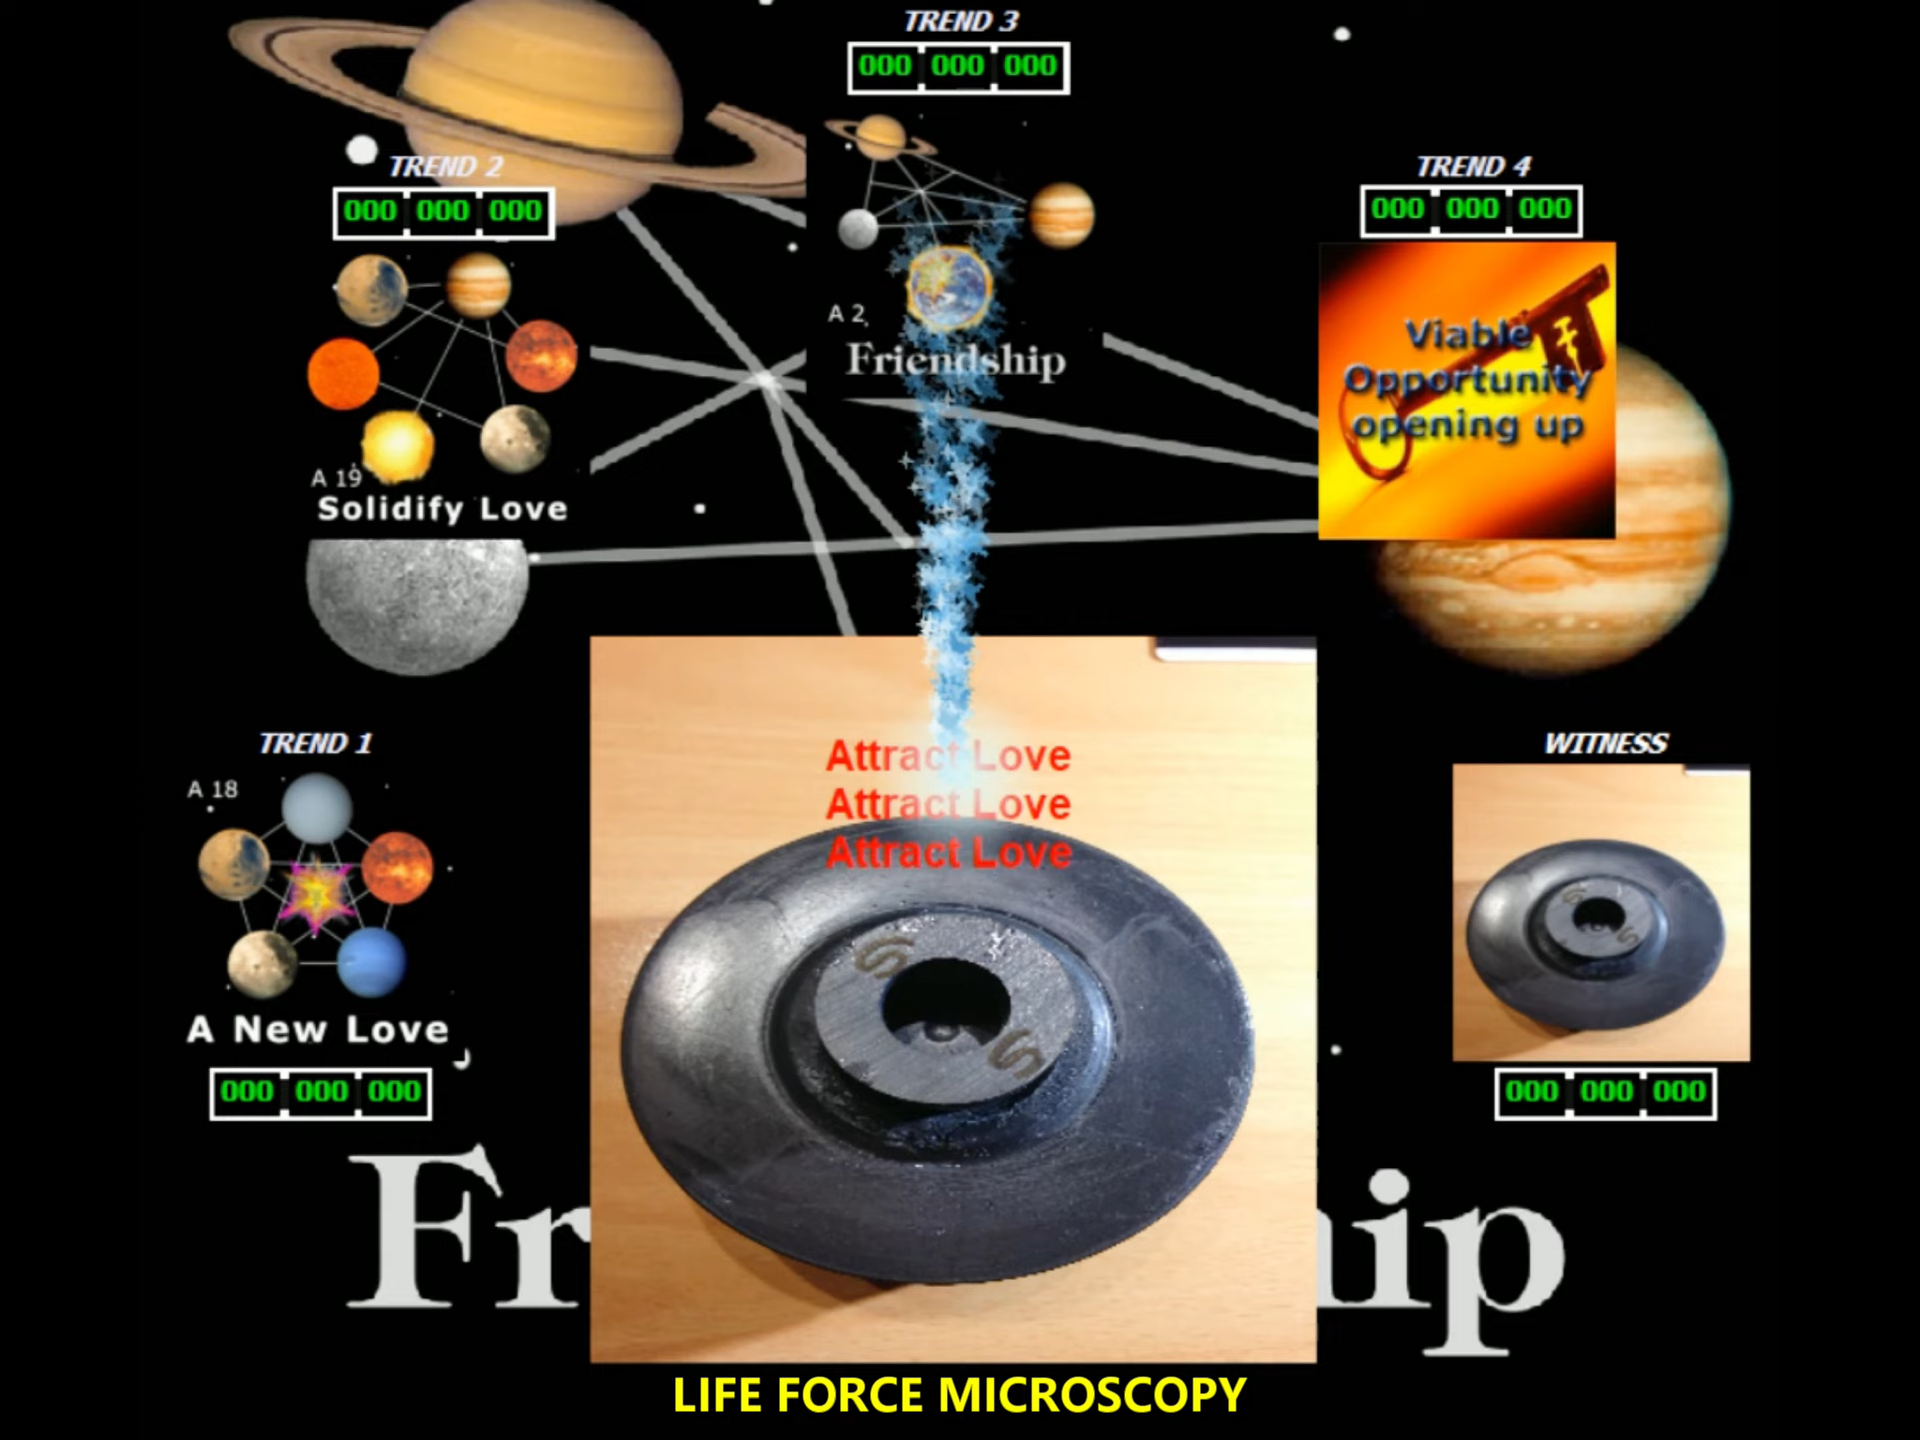 TREND 3
000 000 000
TREND 2
000 000 000
TREND 4
000 000 000
A 2
Friendship
Viable
Opportunity
opening up
A 19
Solidify Love
TREND 1
A 18
A New Love
000 000 000
WITNESS
000 000 000
Attract Love
Attract Love
Attract Love
S
S
Fr
ip
LIFE FORCE MICROSCOPY